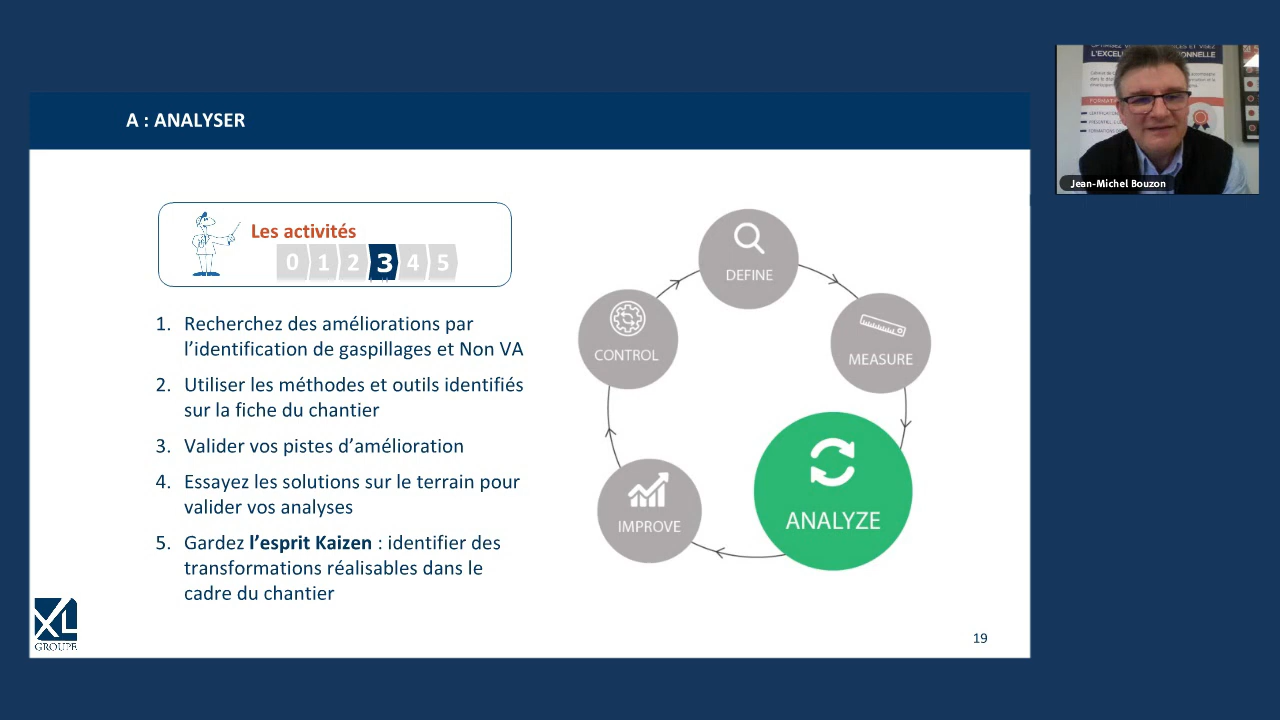 A : ANALYSER
Les activités
0 1 2 3 4 5
1. Recherchez des améliorations par
l’identification de gaspillages et Non VA
2. Utiliser les méthodes et outils identifiés
sur la fiche du chantier
3. Valider vos pistes d’amélioration
4. Essayez les solutions sur le terrain pour
valider vos analyses
5. Gardez l’esprit Kaizen : identifier des
transformations réalisables dans le
cadre du chantier
DEFINE
MEASURE
ANALYZE
IMPROVE
CONTROL
XL
GROUPE
19
L'EXCEL
NNELLE
FORMAT
Jean-Michel Bouzon